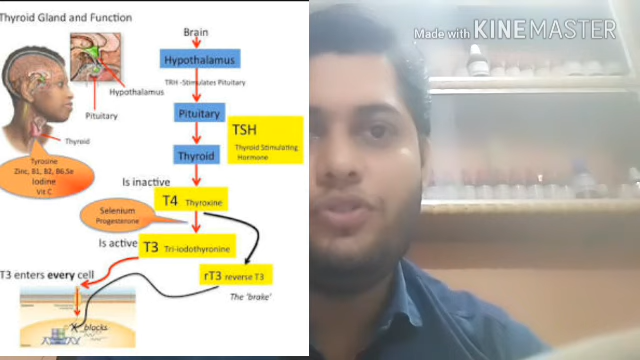 Thyroid Gland and Function
Made with KINEMASTER
Brain
Hypothalamus
TRH -Stimulates Pituitary
Hypothalamus
Pituitary
Pituitary
TSH
Thyroid Stimulating
Hormone
Thyroid
Thyroid
Tyrosine
Zinc, B1, B2, B6,Se
Iodine
Vit C
Is inactive
T4 Thyroxine
Selenium
Progesterone
Is active
T3 Tri-iodothyronine
T3 enters every cell
rT3 reverse T3
The 'brake'
blocks